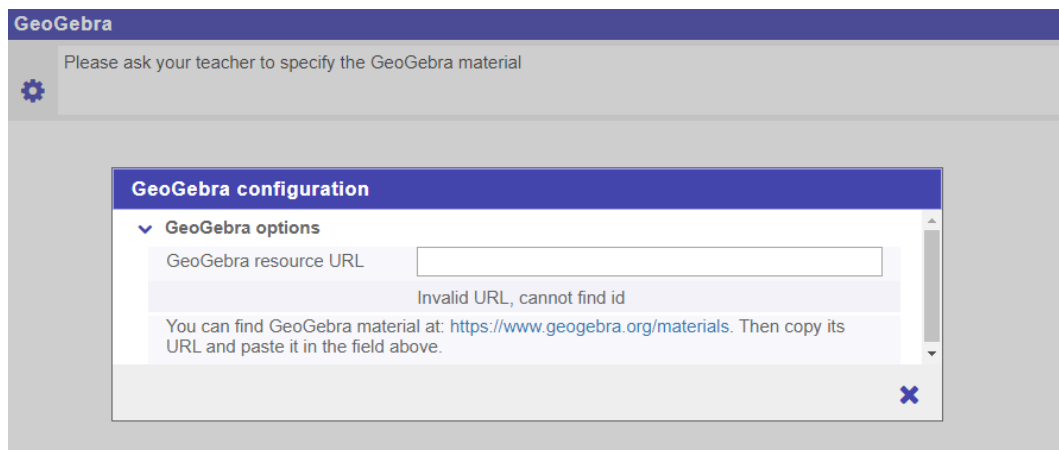 GeoGebra
Please ask your teacher to specify the GeoGebra material
GeoGebra configuration
GeoGebra options
GeoGebra resource URL
Invalid URL, cannot find id
You can find GeoGebra material at: https://www.geogebra.org/materials. Then copy its
URL and paste it in the field above.